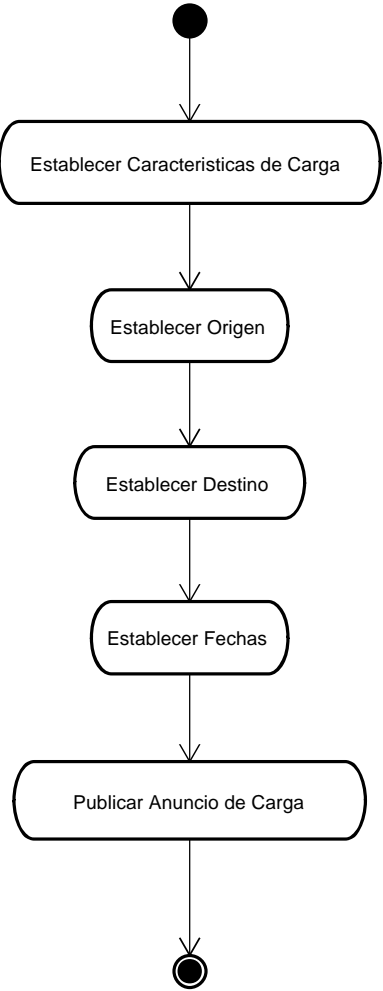 Establecer Caracteristicas de Carga
Establecer Origen
Establecer Destino
Establecer Fechas
Publicar Anuncio de Carga